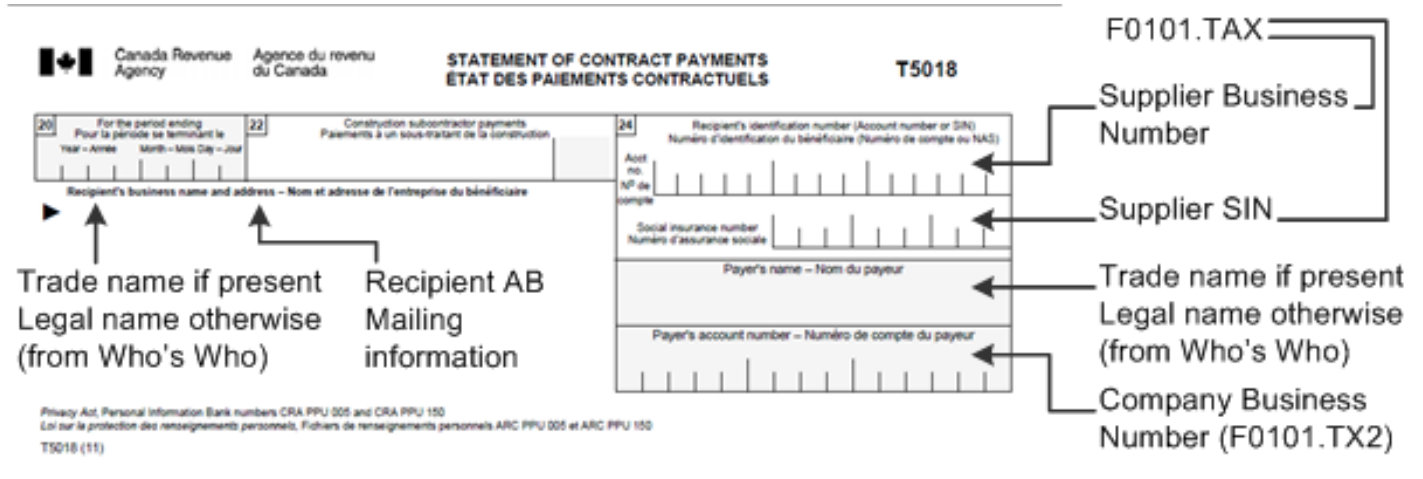 Canada Revenue Agency
Agence du revenu du Canada
STATEMENT OF CONTRACT PAYMENTS
ÉTAT DES PAIEMENTS CONTRACTUELS
T5018
20
For the period ending
Pour la période se terminant le
Year – Année Month – Mois Day – Jour
22
Construction subcontractor payments
Paiements à un sous-traitant de la construction
24
Recipient's identification number (Account number or SIN)
Numéro d'identification du bénéficiaire (Numéro de compte ou NAS)
Acct
no.
Nº de
compte
Recipient's business name and address – Nom et adresse de l'entreprise du bénéficiaire
Social insurance number
Numéro d'assurance sociale
Payer's name – Nom du payeur
Payer's account number – Numéro de compte du payeur
Trade name if present
Legal name otherwise
(from Who's Who)
Recipient AB
Mailing
information
F0101.TAX
Supplier Business
Number
Supplier SIN
Trade name if present
Legal name otherwise
(from Who's Who)
Company Business
Number (F0101.TX2)
Privacy Act, Personal Information Bank numbers CRA PPU 005 and CRA PPU 150
Loi sur la protection des renseignements personnels, Fichiers de renseignements personnels ARC PPU 005 et ARC PPU 150
T5018 (11)